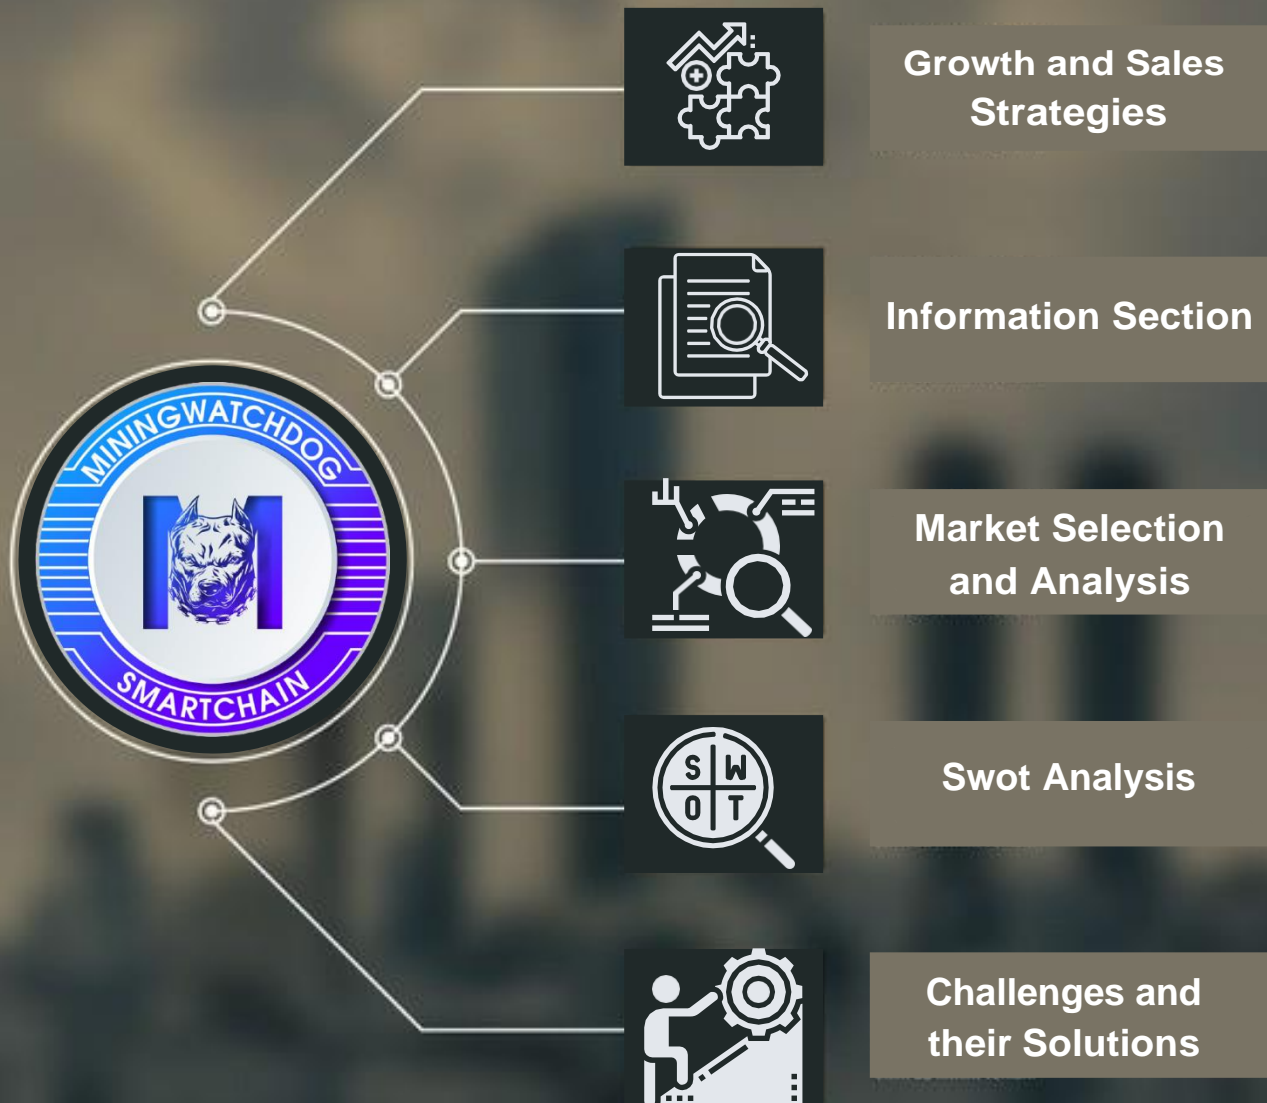 Growth and Sales
Strategies
Information Section
MININGWATCHDOG
M
SMARTCHAIN
Market Selection
and Analysis
S W
O T
Swot Analysis
Challenges and
their Solutions